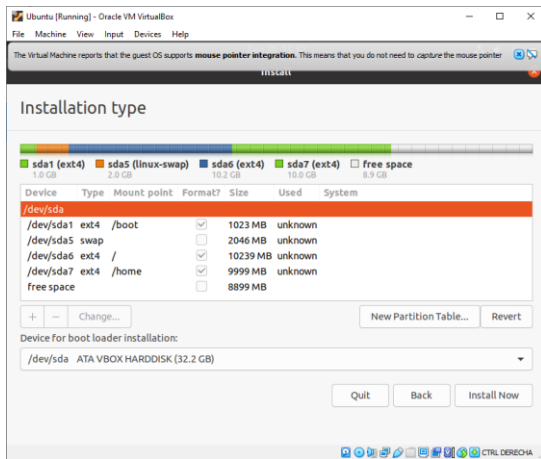 Ubuntu [Running] - Oracle VM VirtualBox
File Machine View Input Devices Help
The Virtual Machine reports that the guest OS supports mouse pointer integration. This means that you do not need to capture the mouse pointer
Install
Installation type
sda1 (ext4) sda5 (linux-swap) sda6 (ext4) sda7 (ext4) free space
1.0 GB 2.0 GB 10.2 GB 10.0 GB 8.9 GB
Device Type Mount point Format? Size Used System
/dev/sda
/dev/sda1 ext4 /boot 1023 MB unknown
/dev/sda5 swap 2046 MB unknown
/dev/sda6 ext4 / 10239 MB unknown
/dev/sda7 ext4 /home 9999 MB unknown
free space 8899 MB
+ − Change... New Partition Table... Revert
Device for boot loader installation:
/dev/sda ATA VBOX HARDDISK (32.2 GB)
Quit Back Install Now
CTRL DERECHA